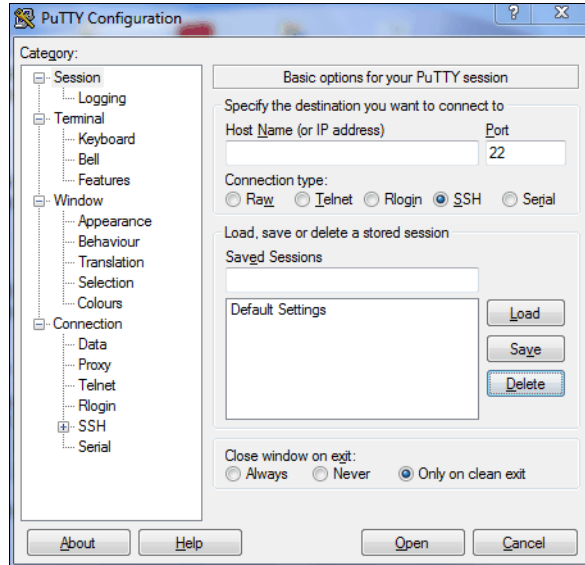 PuTTY Configuration
Category:
Session
Logging
Terminal
Keyboard
Bell
Features
Window
Appearance
Behaviour
Translation
Selection
Colours
Connection
Data
Proxy
Telnet
Rlogin
SSH
Serial
Basic options for your PuTTY session
Specify the destination you want to connect to
Host Name (or IP address) Port
22
Connection type:
Raw Telnet Rlogin SSH Serial
Load, save or delete a stored session
Saved Sessions
Default Settings
Load
Save
Delete
Close window on exit:
Always Never Only on clean exit
About Help Open Cancel